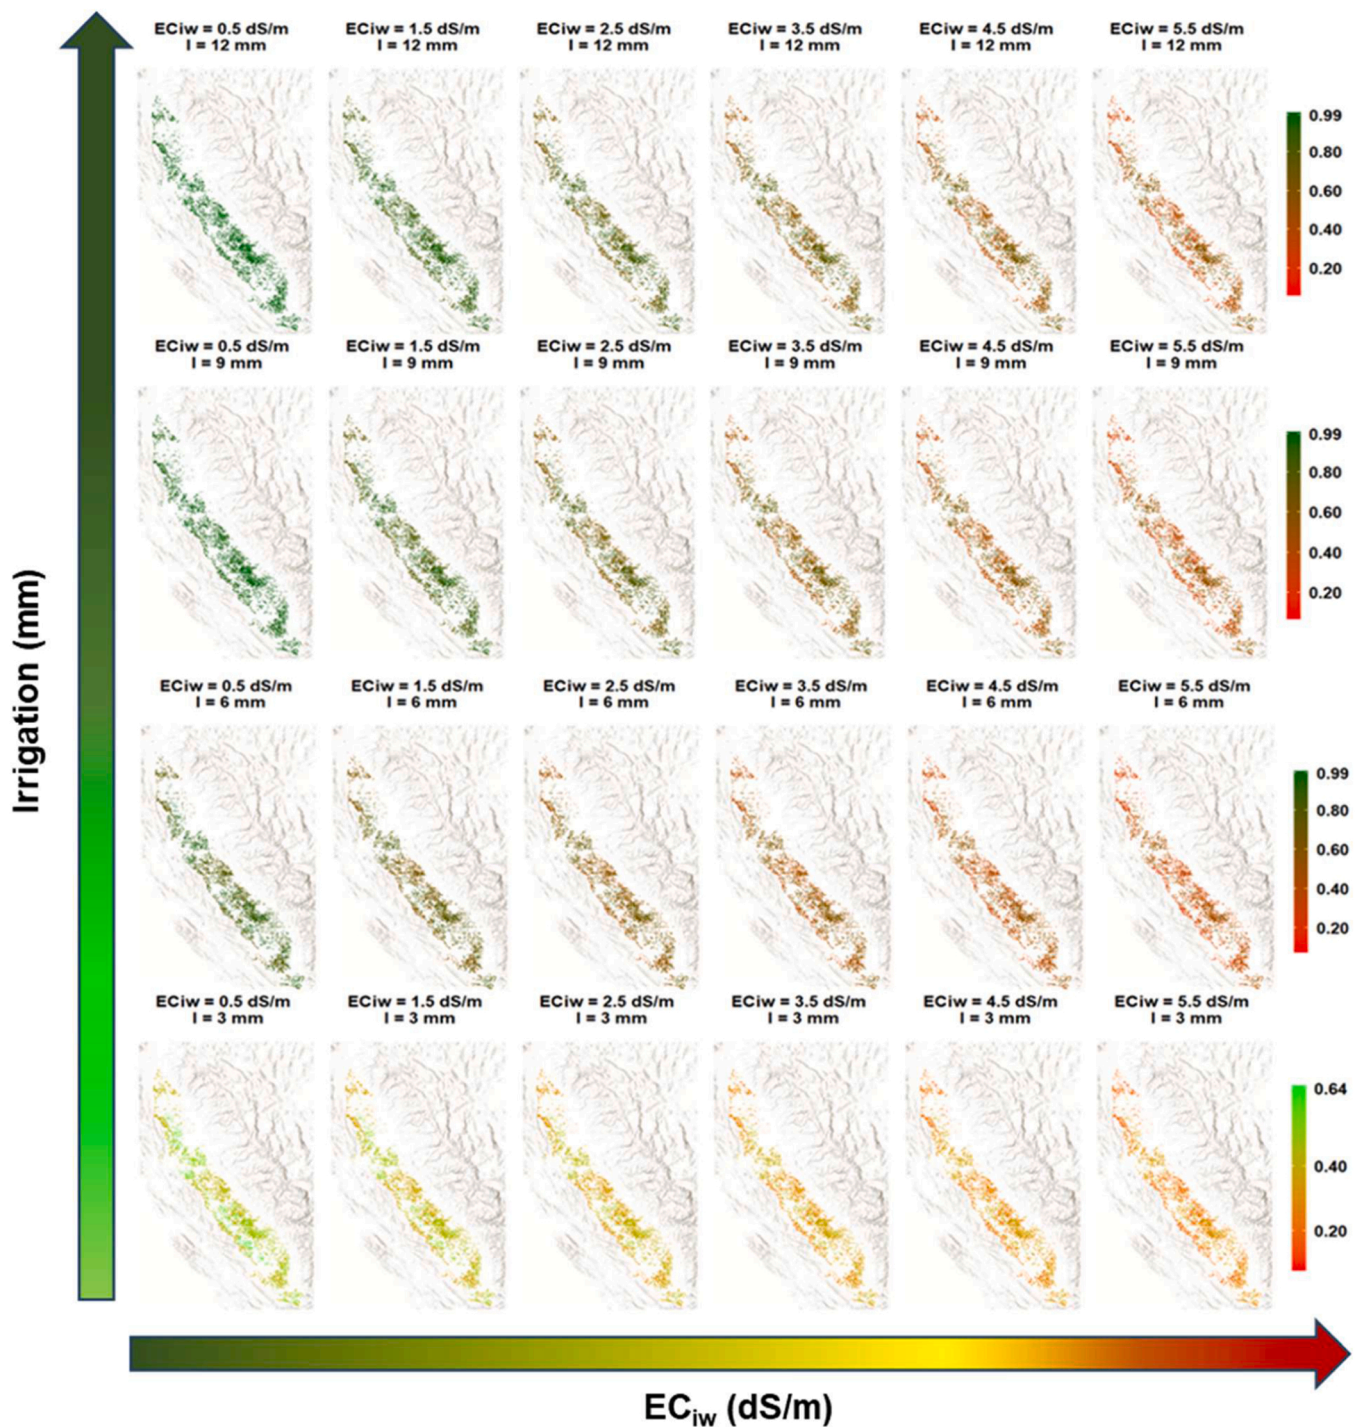 ECiw = 0.5 dS/m
I = 12 mm
ECiw = 1.5 dS/m
I = 12 mm
ECiw = 2.5 dS/m
I = 12 mm
ECiw = 3.5 dS/m
I = 12 mm
ECiw = 4.5 dS/m
I = 12 mm
ECiw = 5.5 dS/m
I = 12 mm
0.99
0.80
0.60
0.40
0.20
ECiw = 0.5 dS/m
I = 9 mm
ECiw = 1.5 dS/m
I = 9 mm
ECiw = 2.5 dS/m
I = 9 mm
ECiw = 3.5 dS/m
I = 9 mm
ECiw = 4.5 dS/m
I = 9 mm
ECiw = 5.5 dS/m
I = 9 mm
0.99
0.80
0.60
0.40
0.20
Irrigation (mm)
ECiw = 0.5 dS/m
I = 6 mm
ECiw = 1.5 dS/m
I = 6 mm
ECiw = 2.5 dS/m
I = 6 mm
ECiw = 3.5 dS/m
I = 6 mm
ECiw = 4.5 dS/m
I = 6 mm
ECiw = 5.5 dS/m
I = 6 mm
0.99
0.80
0.60
0.40
0.20
ECiw = 0.5 dS/m
I = 3 mm
ECiw = 1.5 dS/m
I = 3 mm
ECiw = 2.5 dS/m
I = 3 mm
ECiw = 3.5 dS/m
I = 3 mm
ECiw = 4.5 dS/m
I = 3 mm
ECiw = 5.5 dS/m
I = 3 mm
0.64
0.40
0.20
ECiw (dS/m)